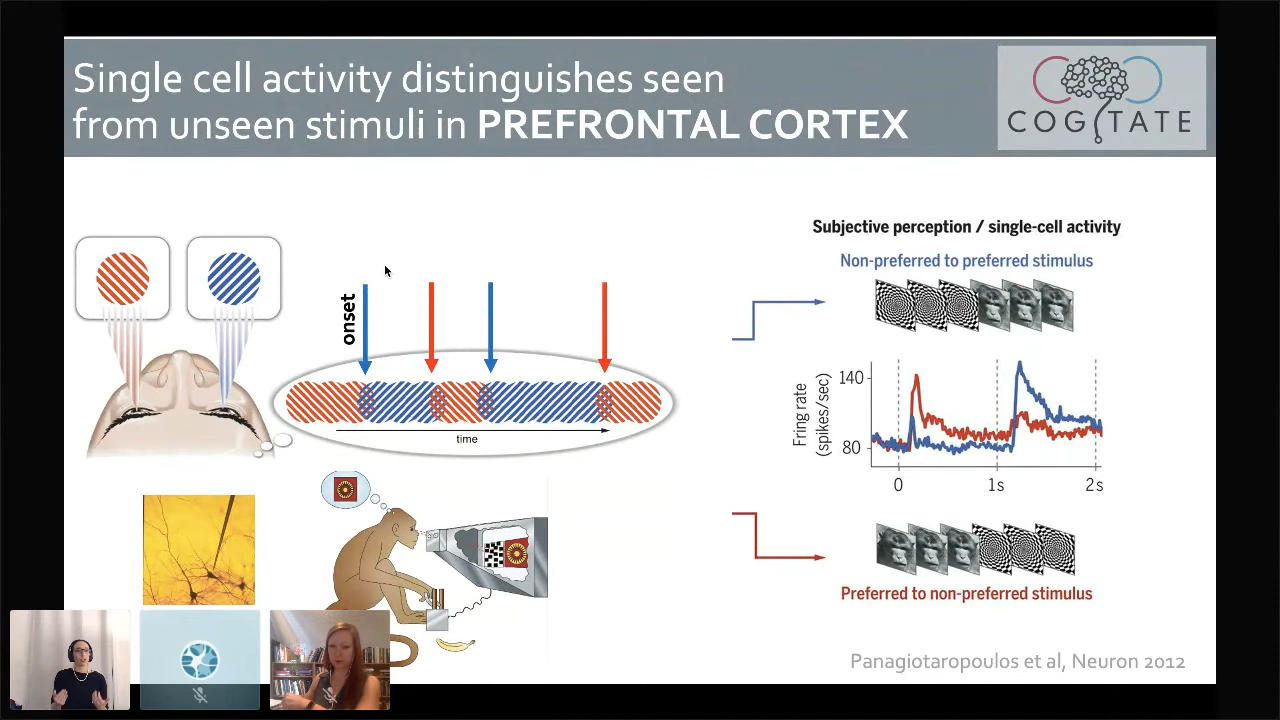 Single cell activity distinguishes seen
from unseen stimuli in PREFRONTAL CORTEX
COGITATE
onset
time
Subjective perception / single-cell activity
Non-preferred to preferred stimulus
Fring rate
(spikes/sec)
140
80
0 1s 2s
Preferred to non-preferred stimulus
Panagiotaropoulos et al, Neuron 2012